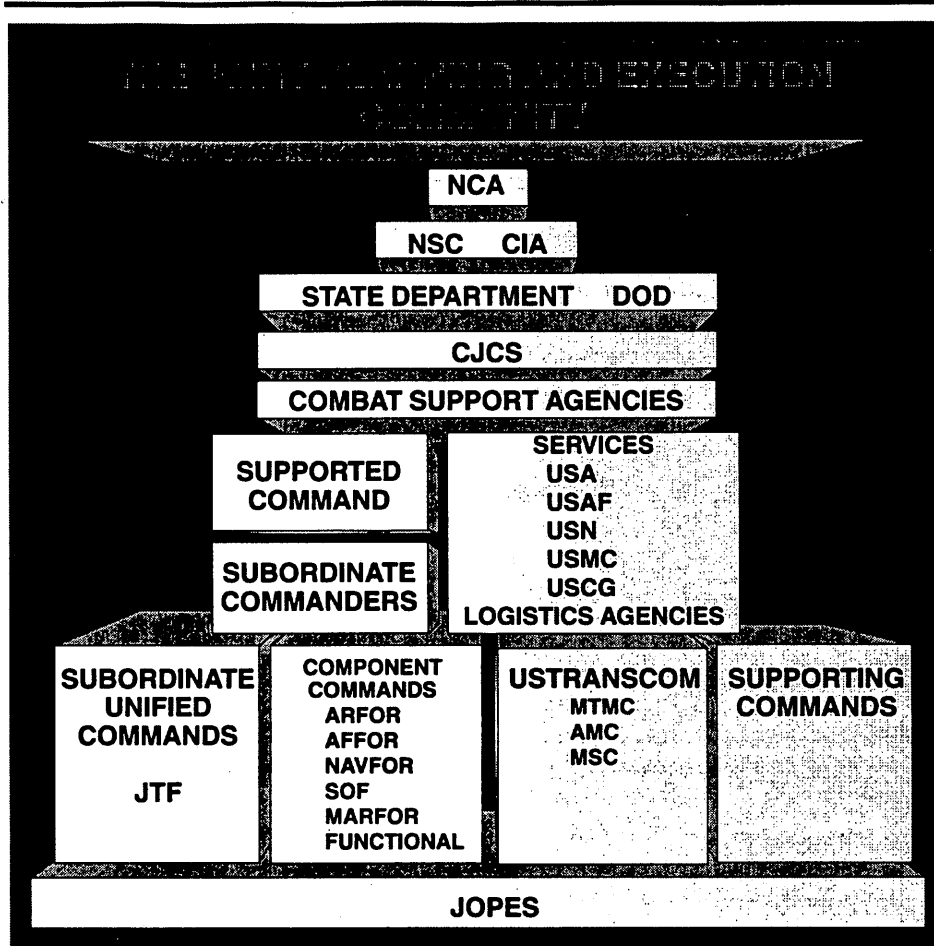 AND EXECUTION
NCA
NSC CIA
STATE DEPARTMENT DOD
CJCS
COMBAT SUPPORT AGENCIES
SUPPORTED
COMMAND
SUBORDINATE
COMMANDERS
SERVICES
USA
USAF
USN
USMC
USCG
LOGISTICS AGENCIES
SUBORDINATE
UNIFIED
COMMANDS
JTF
COMPONENT
COMMANDS
ARFOR
AFFOR
NAVFOR
SOF
MARFOR
FUNCTIONAL
USTRANSCOM
MTMC
AMC
MSC
SUPPORTING
COMMANDS
JOPES